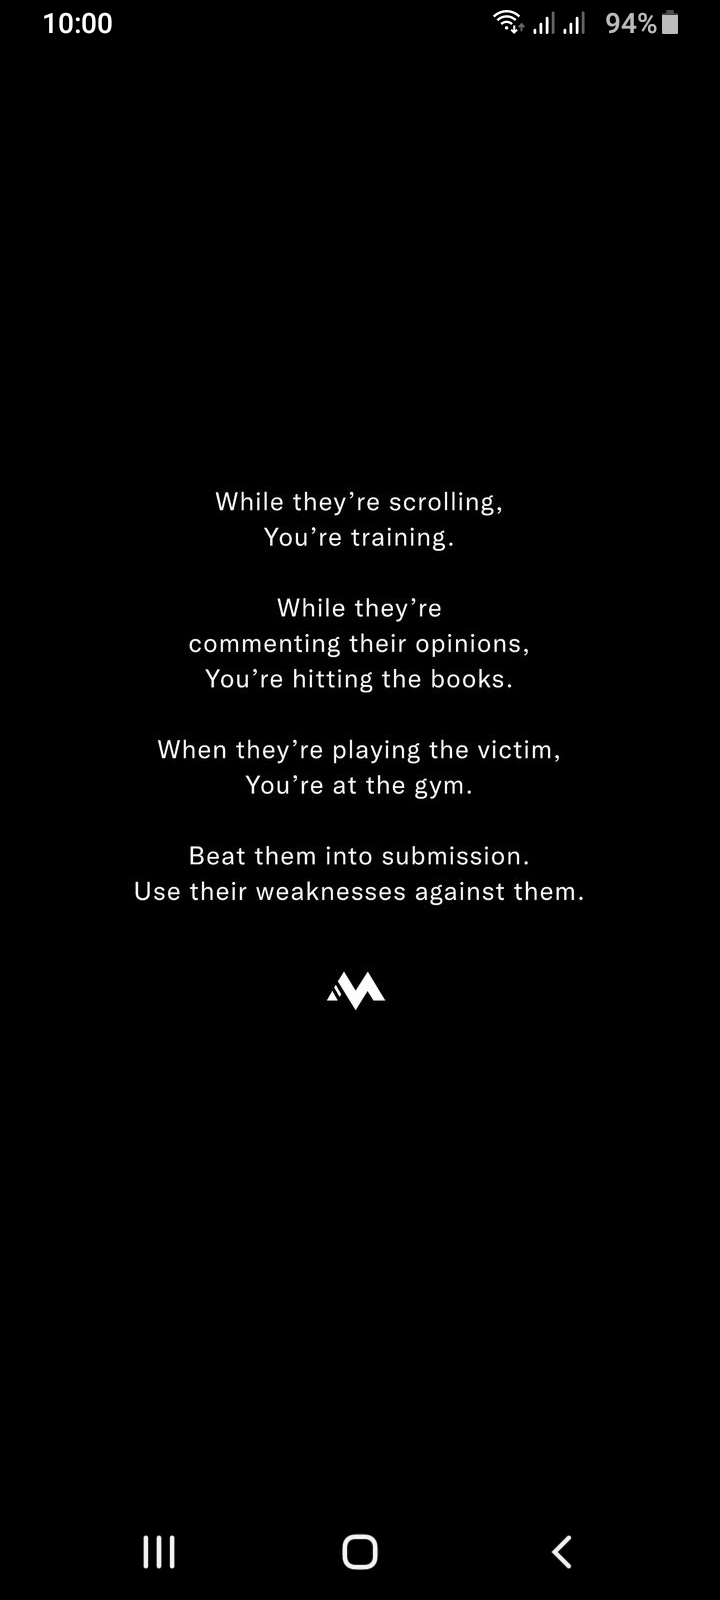 10:00
94%
While they’re scrolling,
You’re training.
While they’re
commenting their opinions,
You’re hitting the books.
When they’re playing the victim,
You’re at the gym.
Beat them into submission.
Use their weaknesses against them.